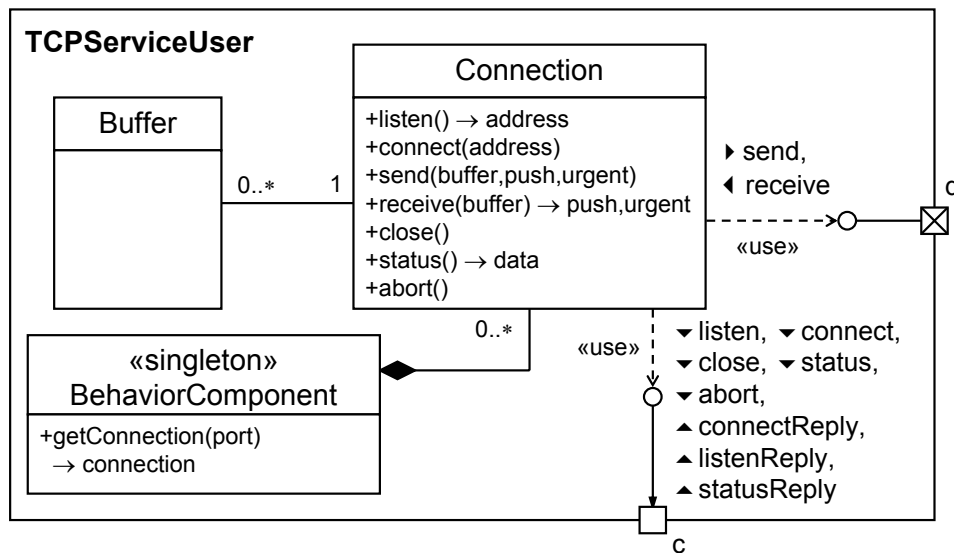 TCPServiceUser
Buffer
0..*
1
Connection
+listen() → address
+connect(address)
+send(buffer,push,urgent)
+receive(buffer) → push,urgent
+close()
+status() → data
+abort()
▶ send,
◀ receive
«use»
d
«singleton»
BehaviorComponent
+getConnection(port)
→ connection
0..*
«use»
▼ listen, ▼ connect,
▼ close, ▼ status,
▼ abort,
▲ connectReply,
▲ listenReply,
▲ statusReply
c